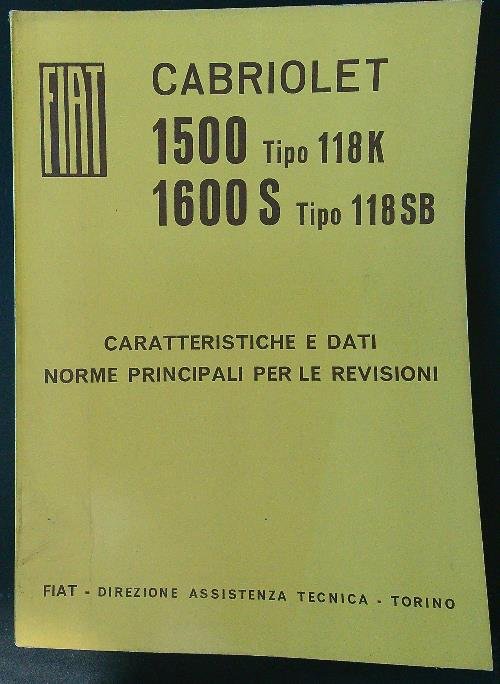 FIAT
CABRIOLET
1500 Tipo 118K
1600 S Tipo 118SB
CARATTERISTICHE E DATI
NORME PRINCIPALI PER LE REVISIONI
FIAT - DIREZIONE ASSISTENZA TECNICA - TORINO